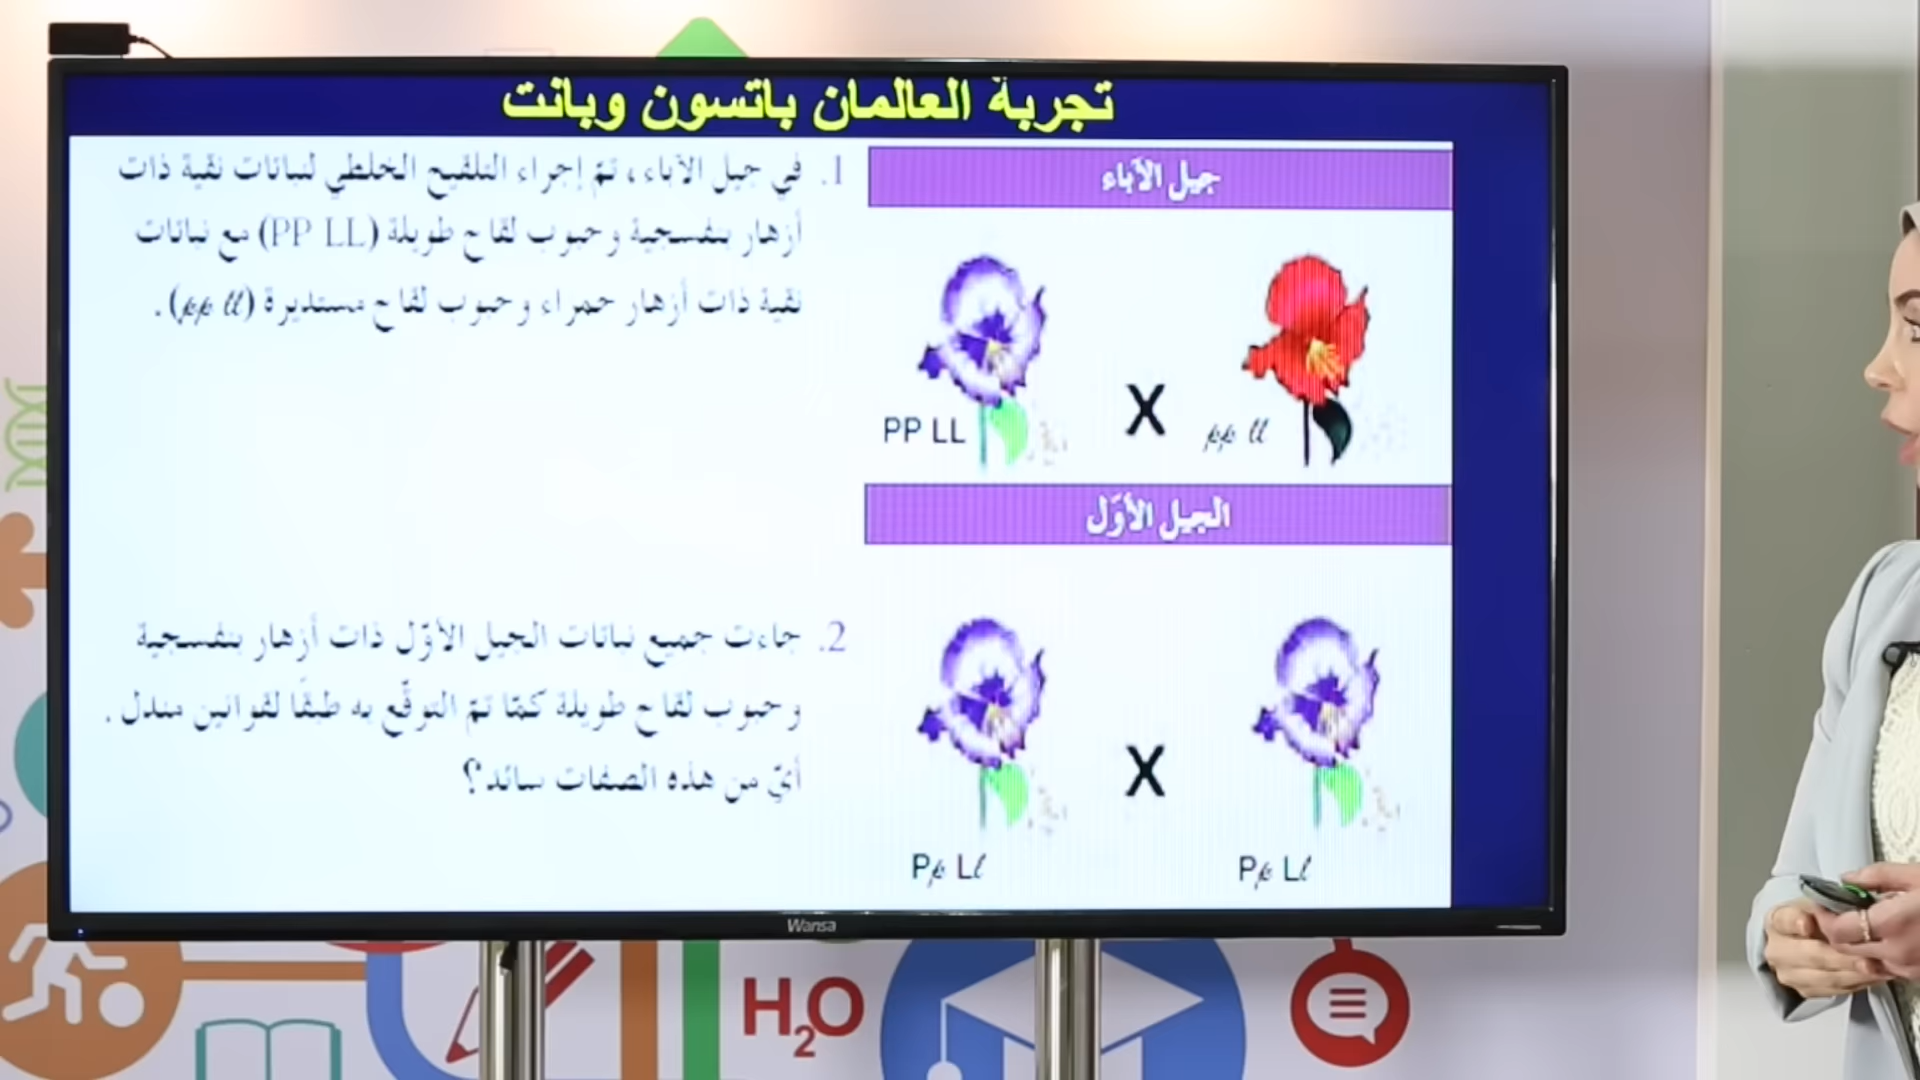 تجربة العالمان باتسون وبانت
جيل الآباء
1. في جيل الآباء، تمّ إجراء التلقيح الخلطي لنباتات نقية ذات
أزهار بنفسجية وحبوب لقاح طويلة (PP LL) مع نباتات
نقية ذات أزهار حمراء وحبوب لقاح مستديرة (pp ll).
PP LL X pp ll
الجيل الأوّل
2. جاءت جميع نباتات الجيل الأوّل ذات أزهار بنفسجية
وحبوب لقاح طويلة كمّا تمّ التوقّع به طبقًا لقوانين مندل.
أيّ من هذه الصفات سائد؟
X
Pp Ll Pp Ll
Wansa
H2O